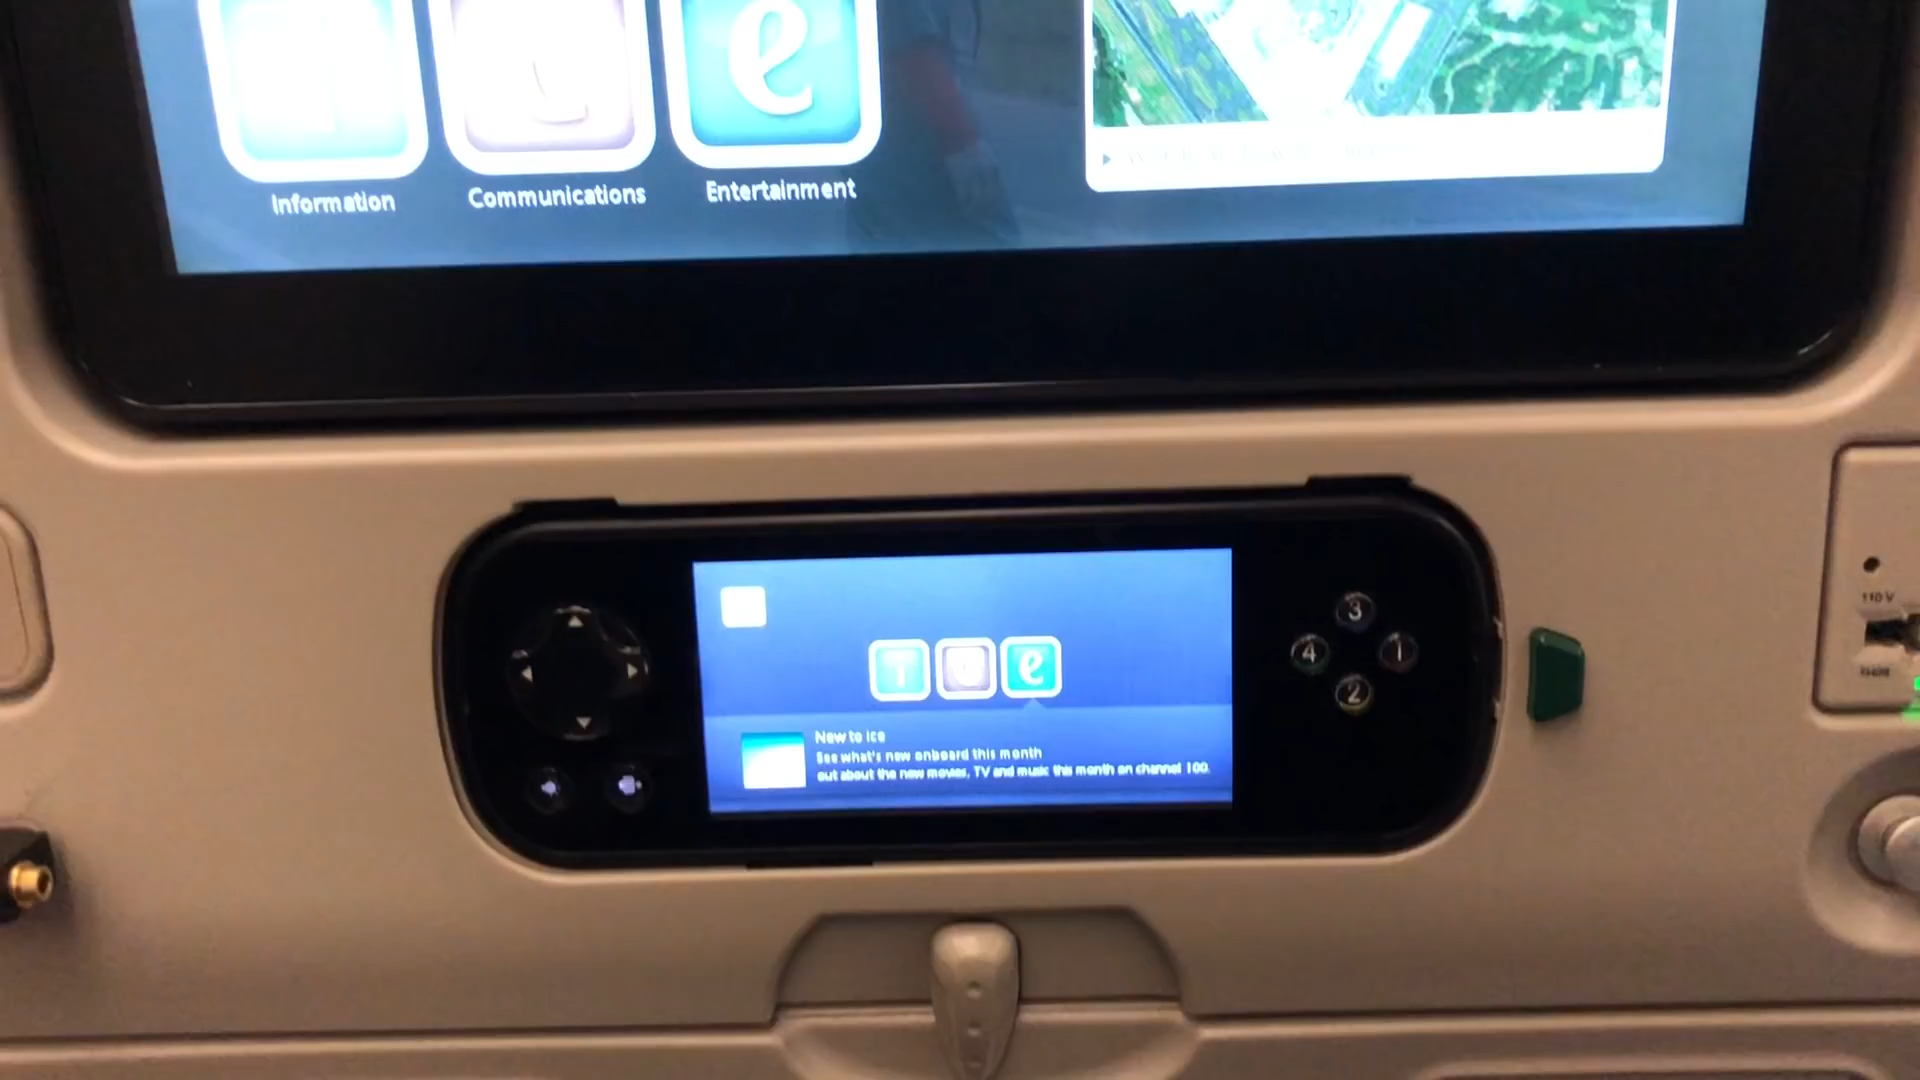 e
Information
Communications
Entertainment
3
4
1
2
i
e
New to ice
See what's new onboard this month
out about the new movies, TV and music this month on channel 100.
110 V